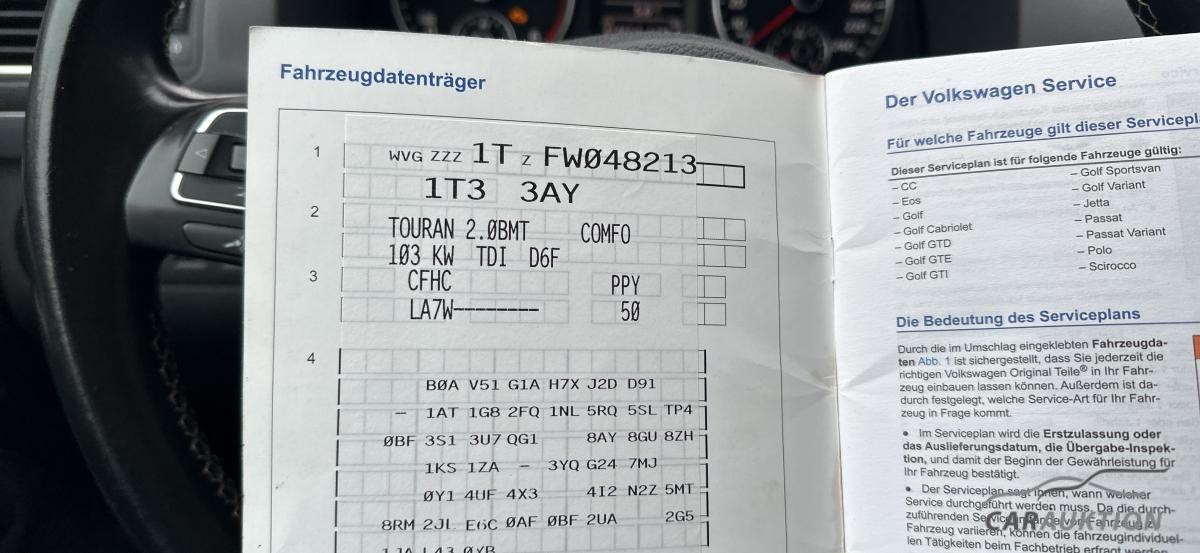 Fahrzeugdatenträger
1
WVG ZZZ 1T Z FW048213
1T3 3AY
2
TOURAN 2.0BMT COMFO
103 KW TDI D6F
3
CFHC PPY
LA7W-------- 50
4
B0A V51 G1A H7X J2D D91
- 1AT 1G8 2FQ 1NL 5RQ 5SL TP4
0BF 3S1 3U7 QG1 8AY 8GU 8ZH
1KS 1ZA - 3YQ G24 7MJ
0Y1 4UF 4X3 4I2 N2Z 5MT
8RM 2JL E6C 0AF 0BF 2UA 2G5
Der Volkswagen Service
Für welche Fahrzeuge gilt dieser
Dieser Serviceplan ist für folgende Fahrzeuge gültig:
– CC
– Eos
– Golf
– Golf Cabriolet
– Golf GTD
– Golf GTE
– Golf GTI
– Golf Sportsvan
– Golf Variant
– Jetta
– Passat
– Passat Variant
– Polo
– Scirocco
Die Bedeutung des Serviceplans
Durch die im Umschlag eingeklebten Fahrzeugda-
ten Abb. 1 ist sichergestellt, dass Sie jederzeit die
richtigen Volkswagen Original Teile® in Ihr Fahr-
zeug einbauen lassen können. Außerdem ist da-
durch festgelegt, welche Service-Art für Ihr Fahr-
zeug in Frage kommt.
• Im Serviceplan wird die Erstzulassung oder
das Auslieferungsdatum, die Übergabe-Inspek-
tion, und damit der Beginn der Gewährleistung für
Ihr Fahrzeug bestätigt.
• Der Serviceplan sagt Ihnen, wann welcher
Service durchgeführt werden muss. Da die durch-
zuführenden
Fahrzeug variieren, können die fahrzeugindividuel-
len Tätigkeiten beim Fachbetrieb erfragt werden
CARAUKTION